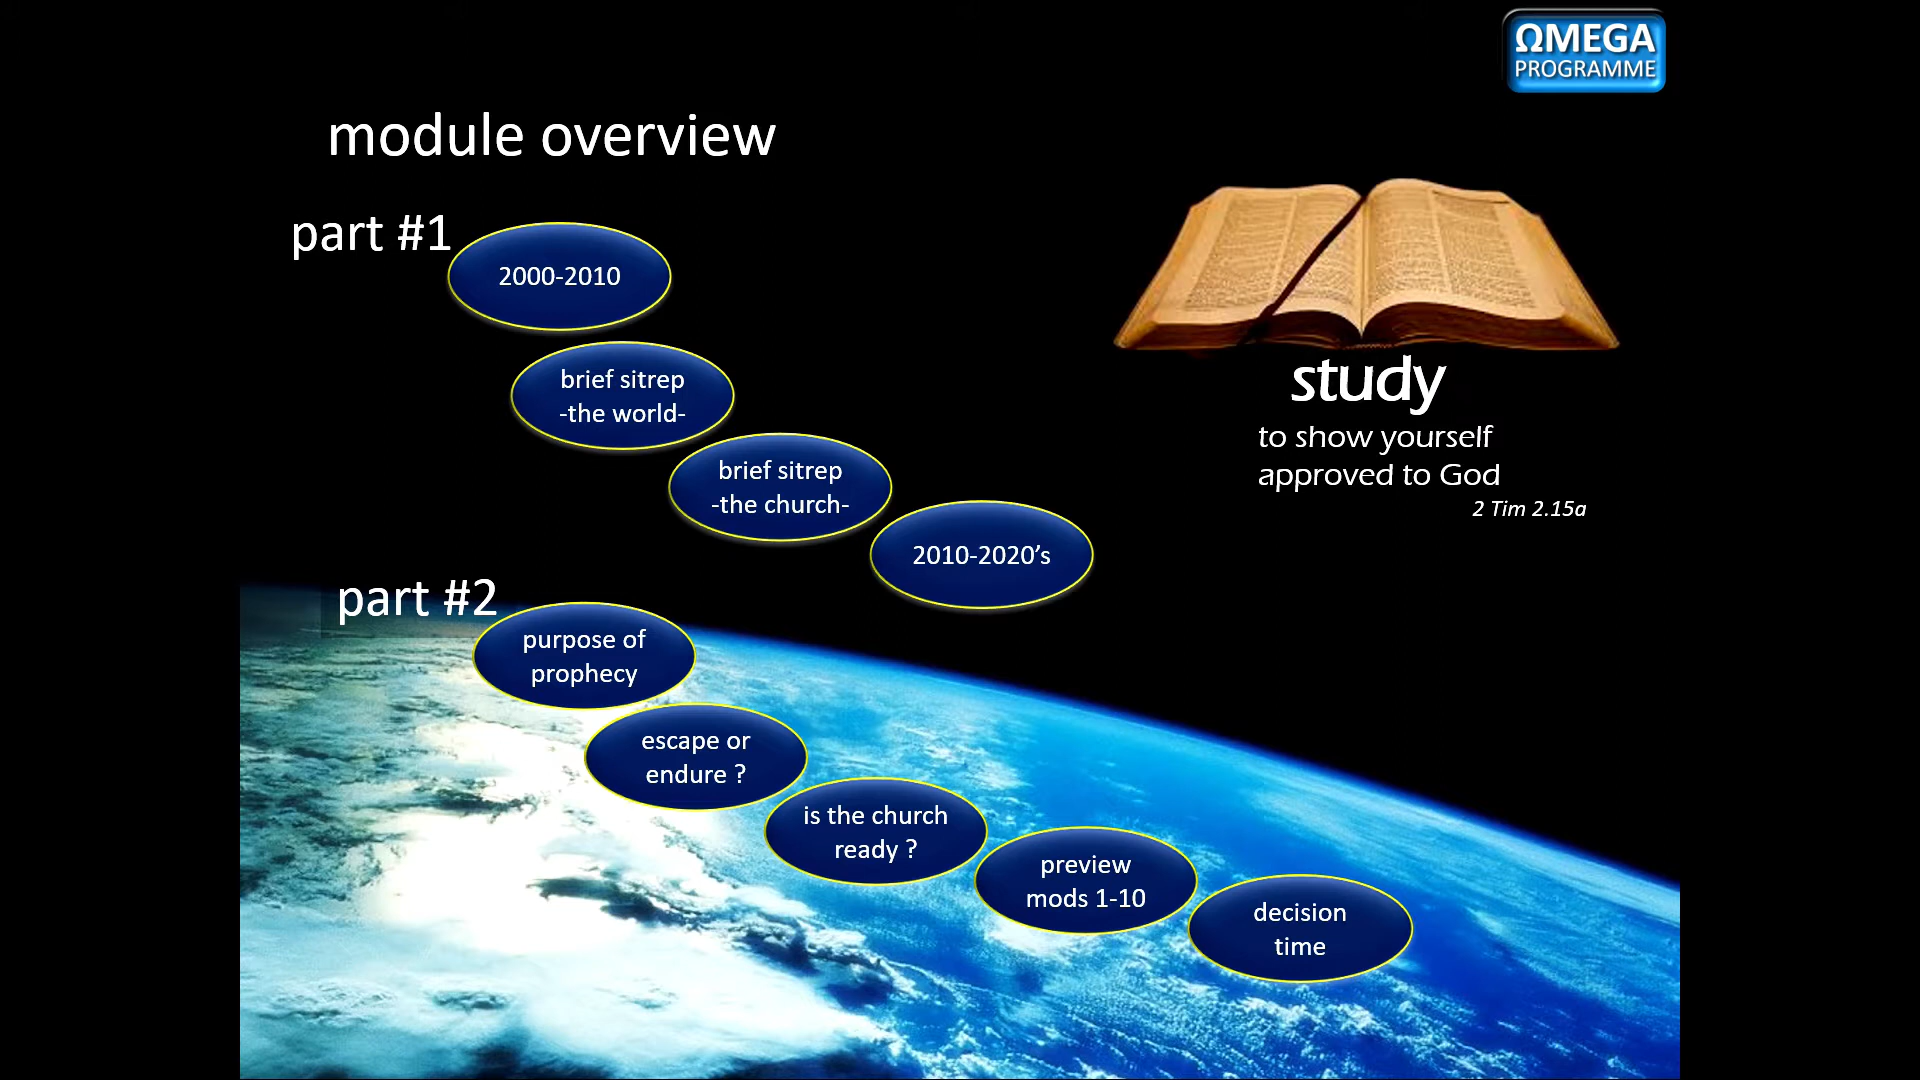 ΩMEGA
PROGRAMME
module overview
part #1
2000-2010
brief sitrep
-the world-
brief sitrep
-the church-
2010-2020’s
study
to show yourself
approved to God
2 Tim 2.15a
part #2
purpose of
prophecy
escape or
endure ?
is the church
ready ?
preview
mods 1-10
decision
time